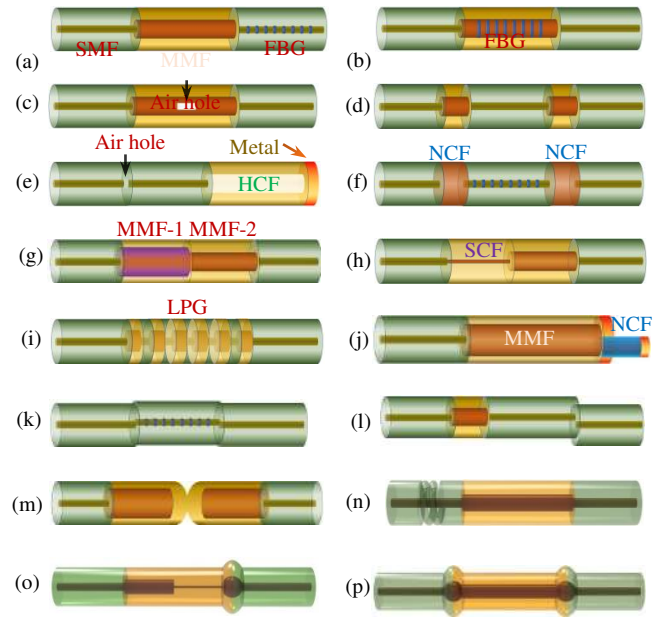 SMF MMF FBG
(a)
FBG
(b)
Air hole
(c)
(d)
Air hole Metal
HCF
(e)
NCF NCF
(f)
MMF-1 MMF-2
(g)
SCF
(h)
LPG
(i)
NCF
MMF
(j)
(k)
(l)
(m)
(n)
(o)
(p)